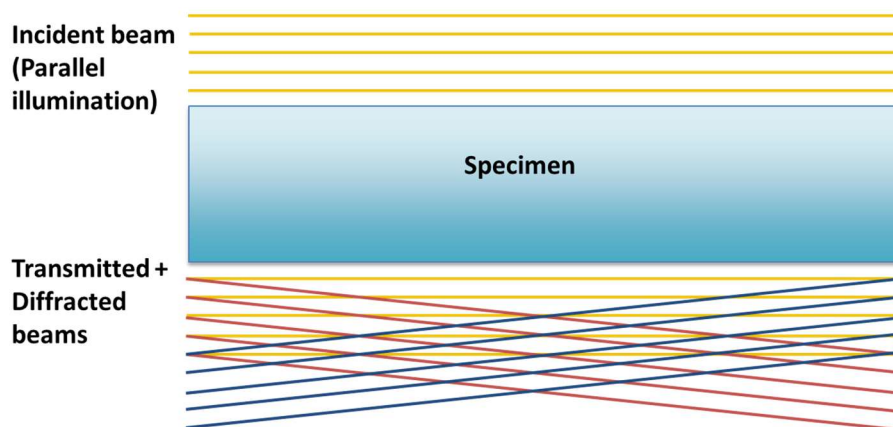 Incident beam
(Parallel
illumination)
Specimen
Transmitted +
Diffracted
beams